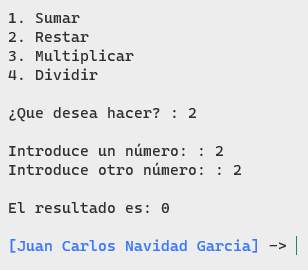 1. Sumar
2. Restar
3. Multiplicar
4. Dividir
¿Que desea hacer? : 2
Introduce un número: : 2
Introduce otro número: : 2
El resultado es: 0
[Juan Carlos Navidad Garcia] ->